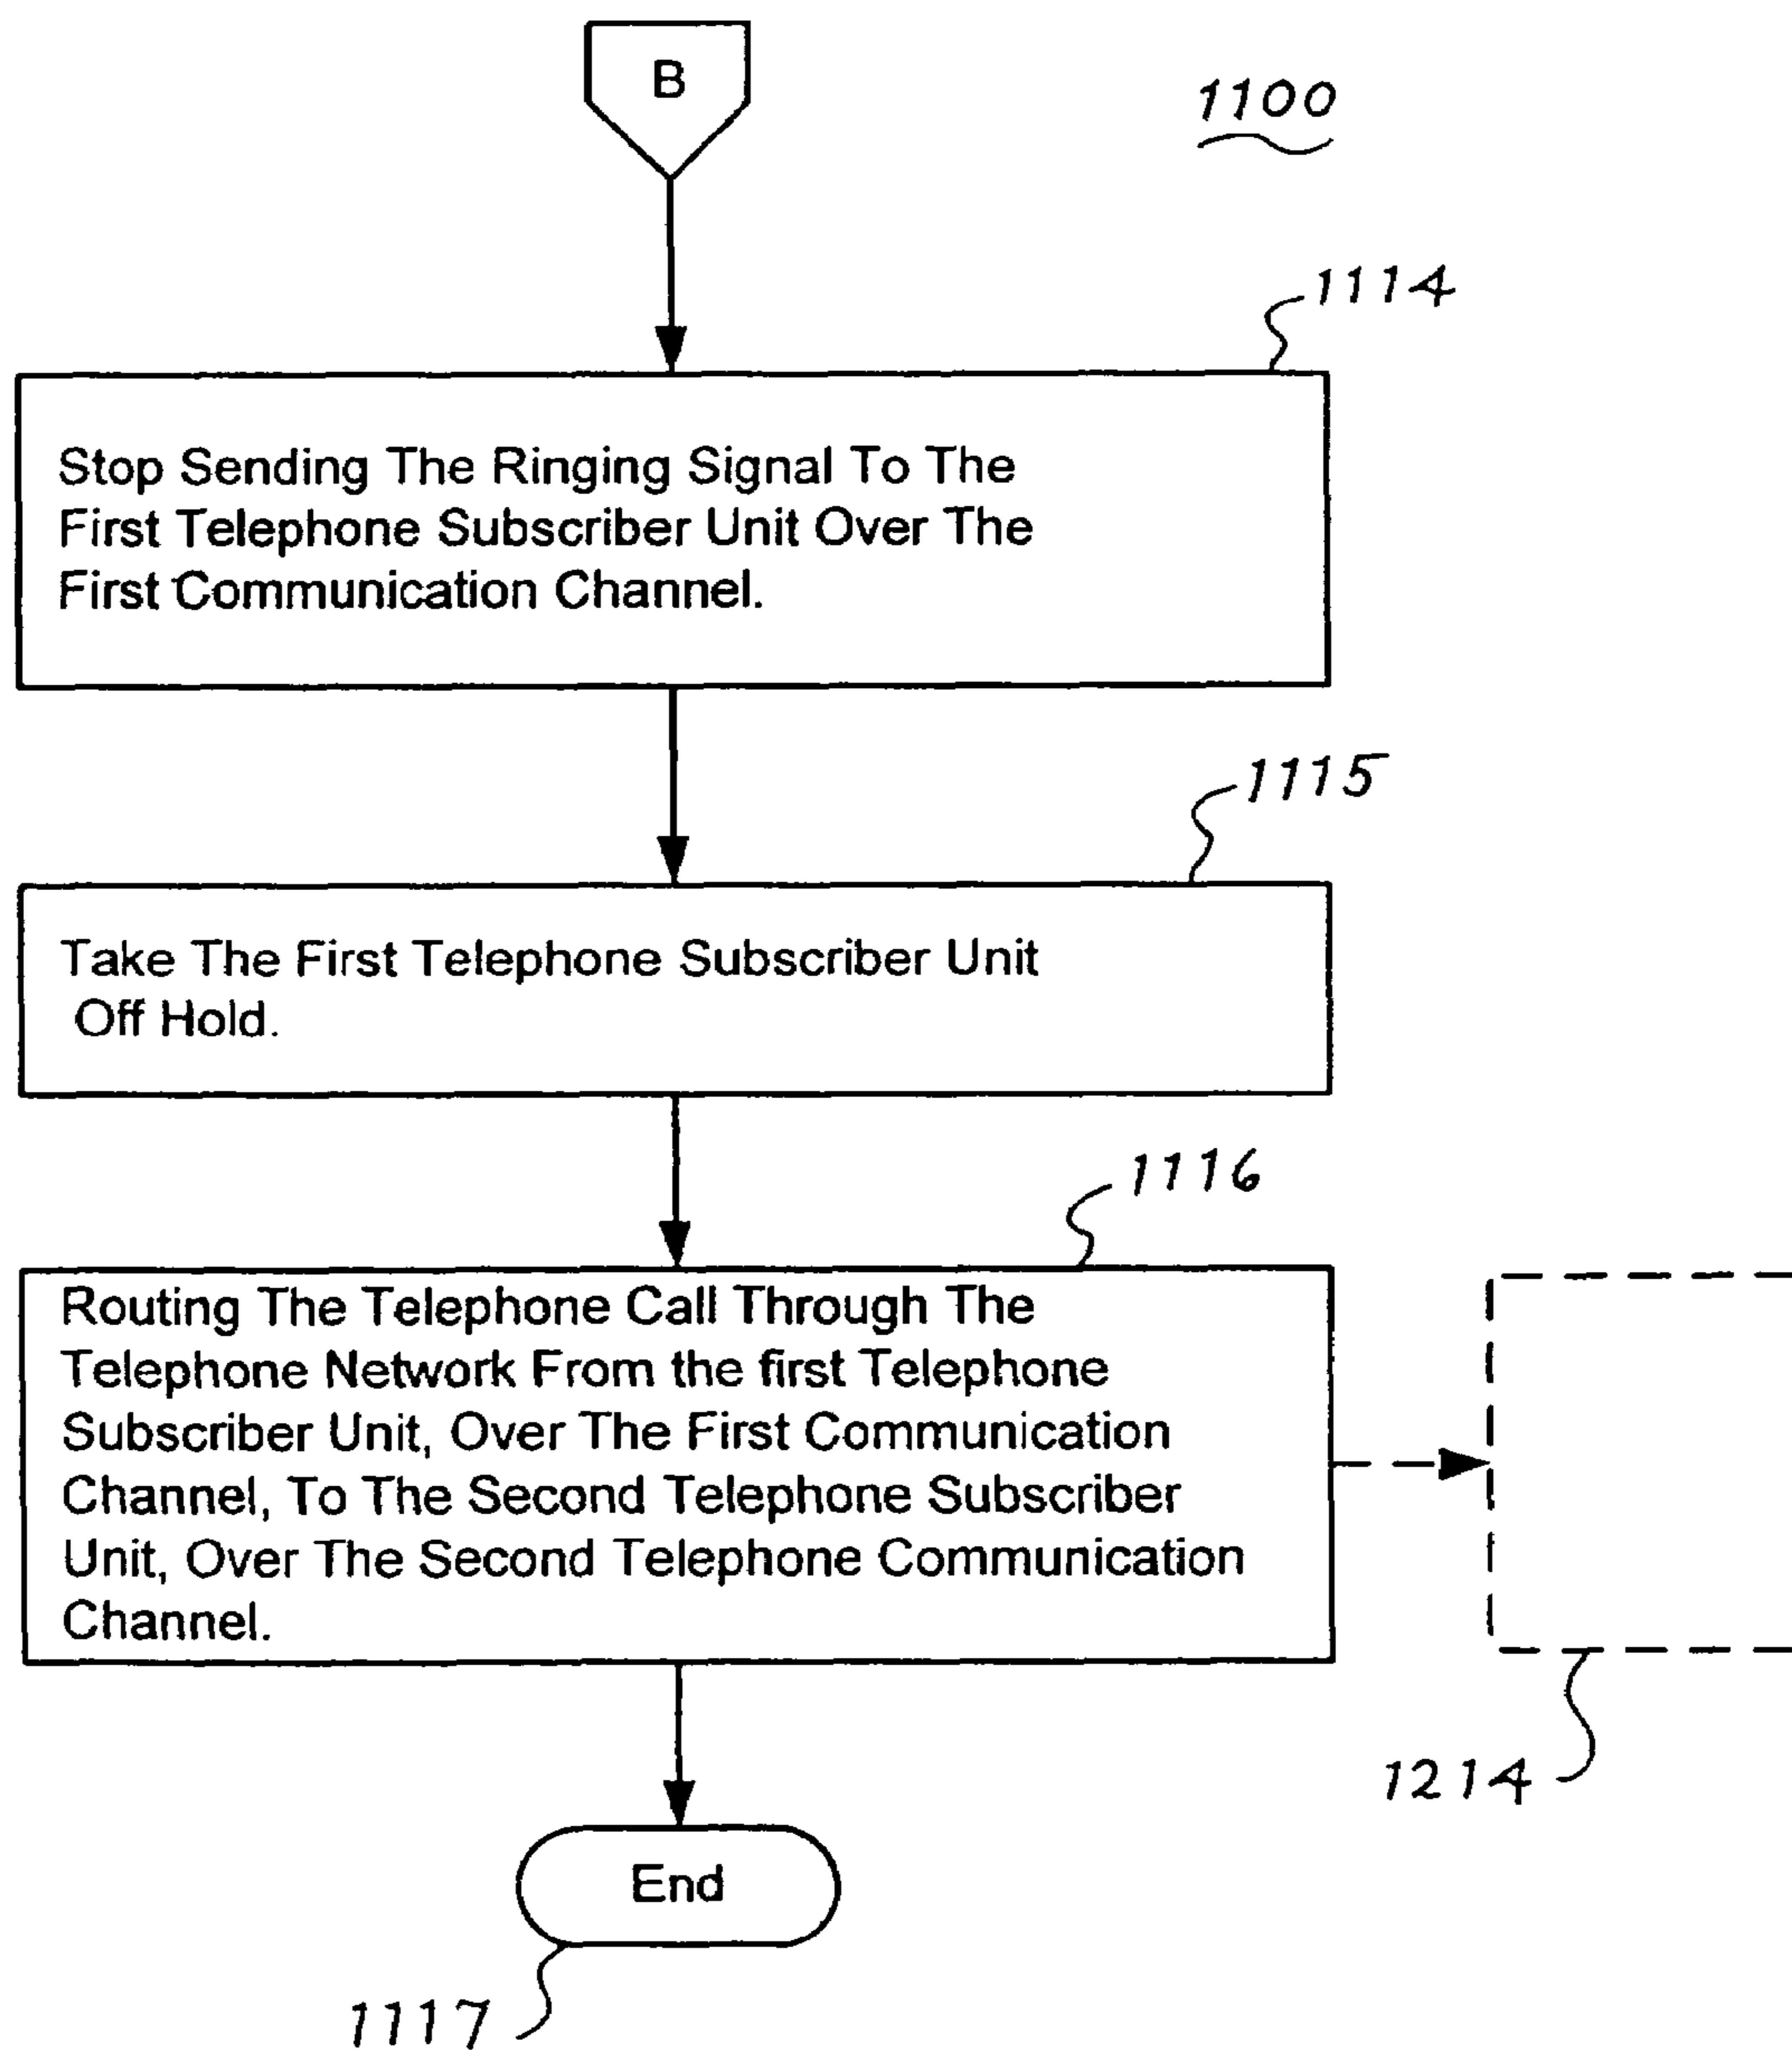 B
1100
1114
Stop Sending The Ringing Signal To The
First Telephone Subscriber Unit Over The
First Communication Channel.
1115
Take The First Telephone Subscriber Unit
Off Hold.
1116
Routing The Telephone Call Through The
Telephone Network From the first Telephone
Subscriber Unit, Over The First Communication
Channel, To The Second Telephone Subscriber
Unit, Over The Second Telephone Communication
Channel.
1214
End
1117